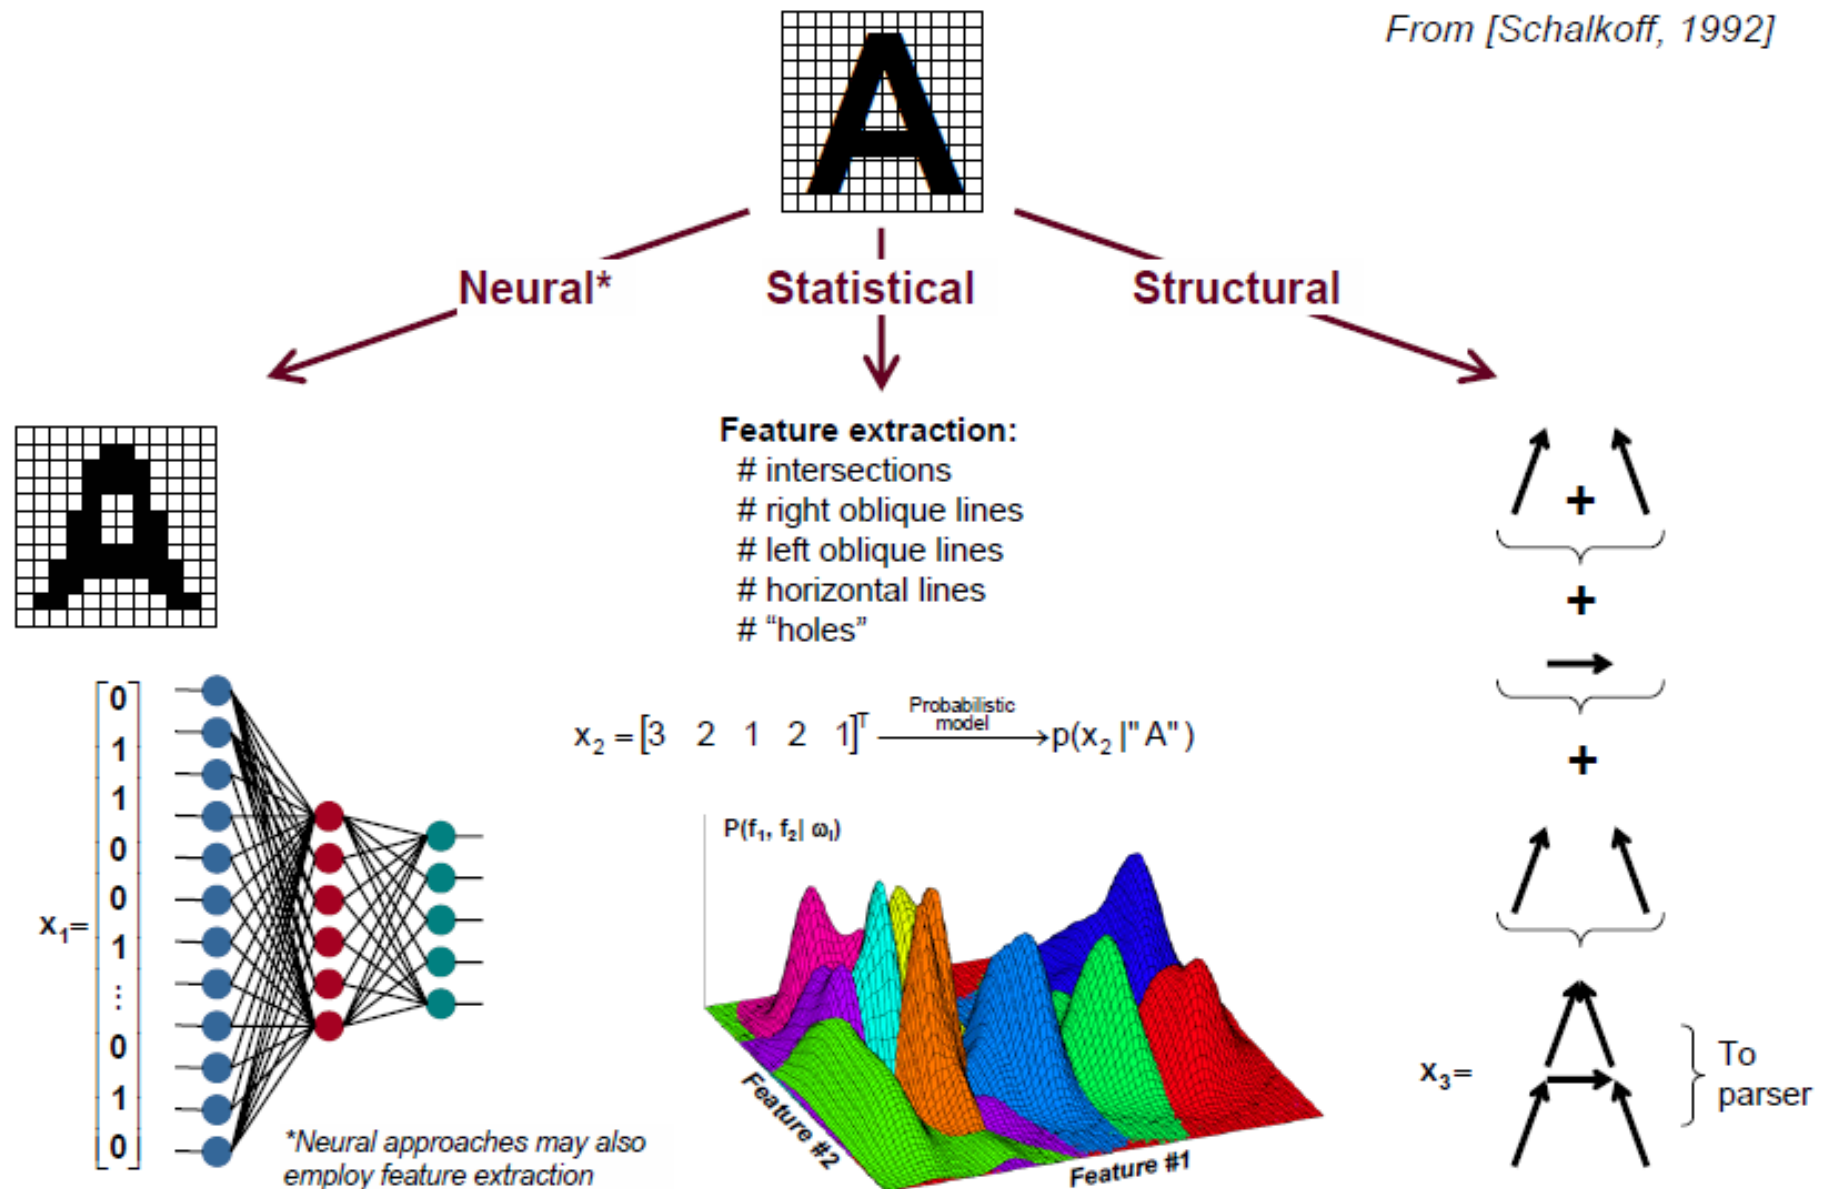 From [Schalkoff, 1992]
A
Neural* Statistical Structural
A
Feature extraction:
# intersections
# right oblique lines
# left oblique lines
# horizontal lines
# “holes”
x₁=
0
1
1
0
0
1
⋮
0
1
0
*Neural approaches may also
employ feature extraction
x₂ = [3 2 1 2 1]ᵀ Probabilistic model → p(x₂ |"A")
P(f₁, f₂| ωᵢ)
Feature #2
Feature #1
+
+
+
x₃=
To
parser